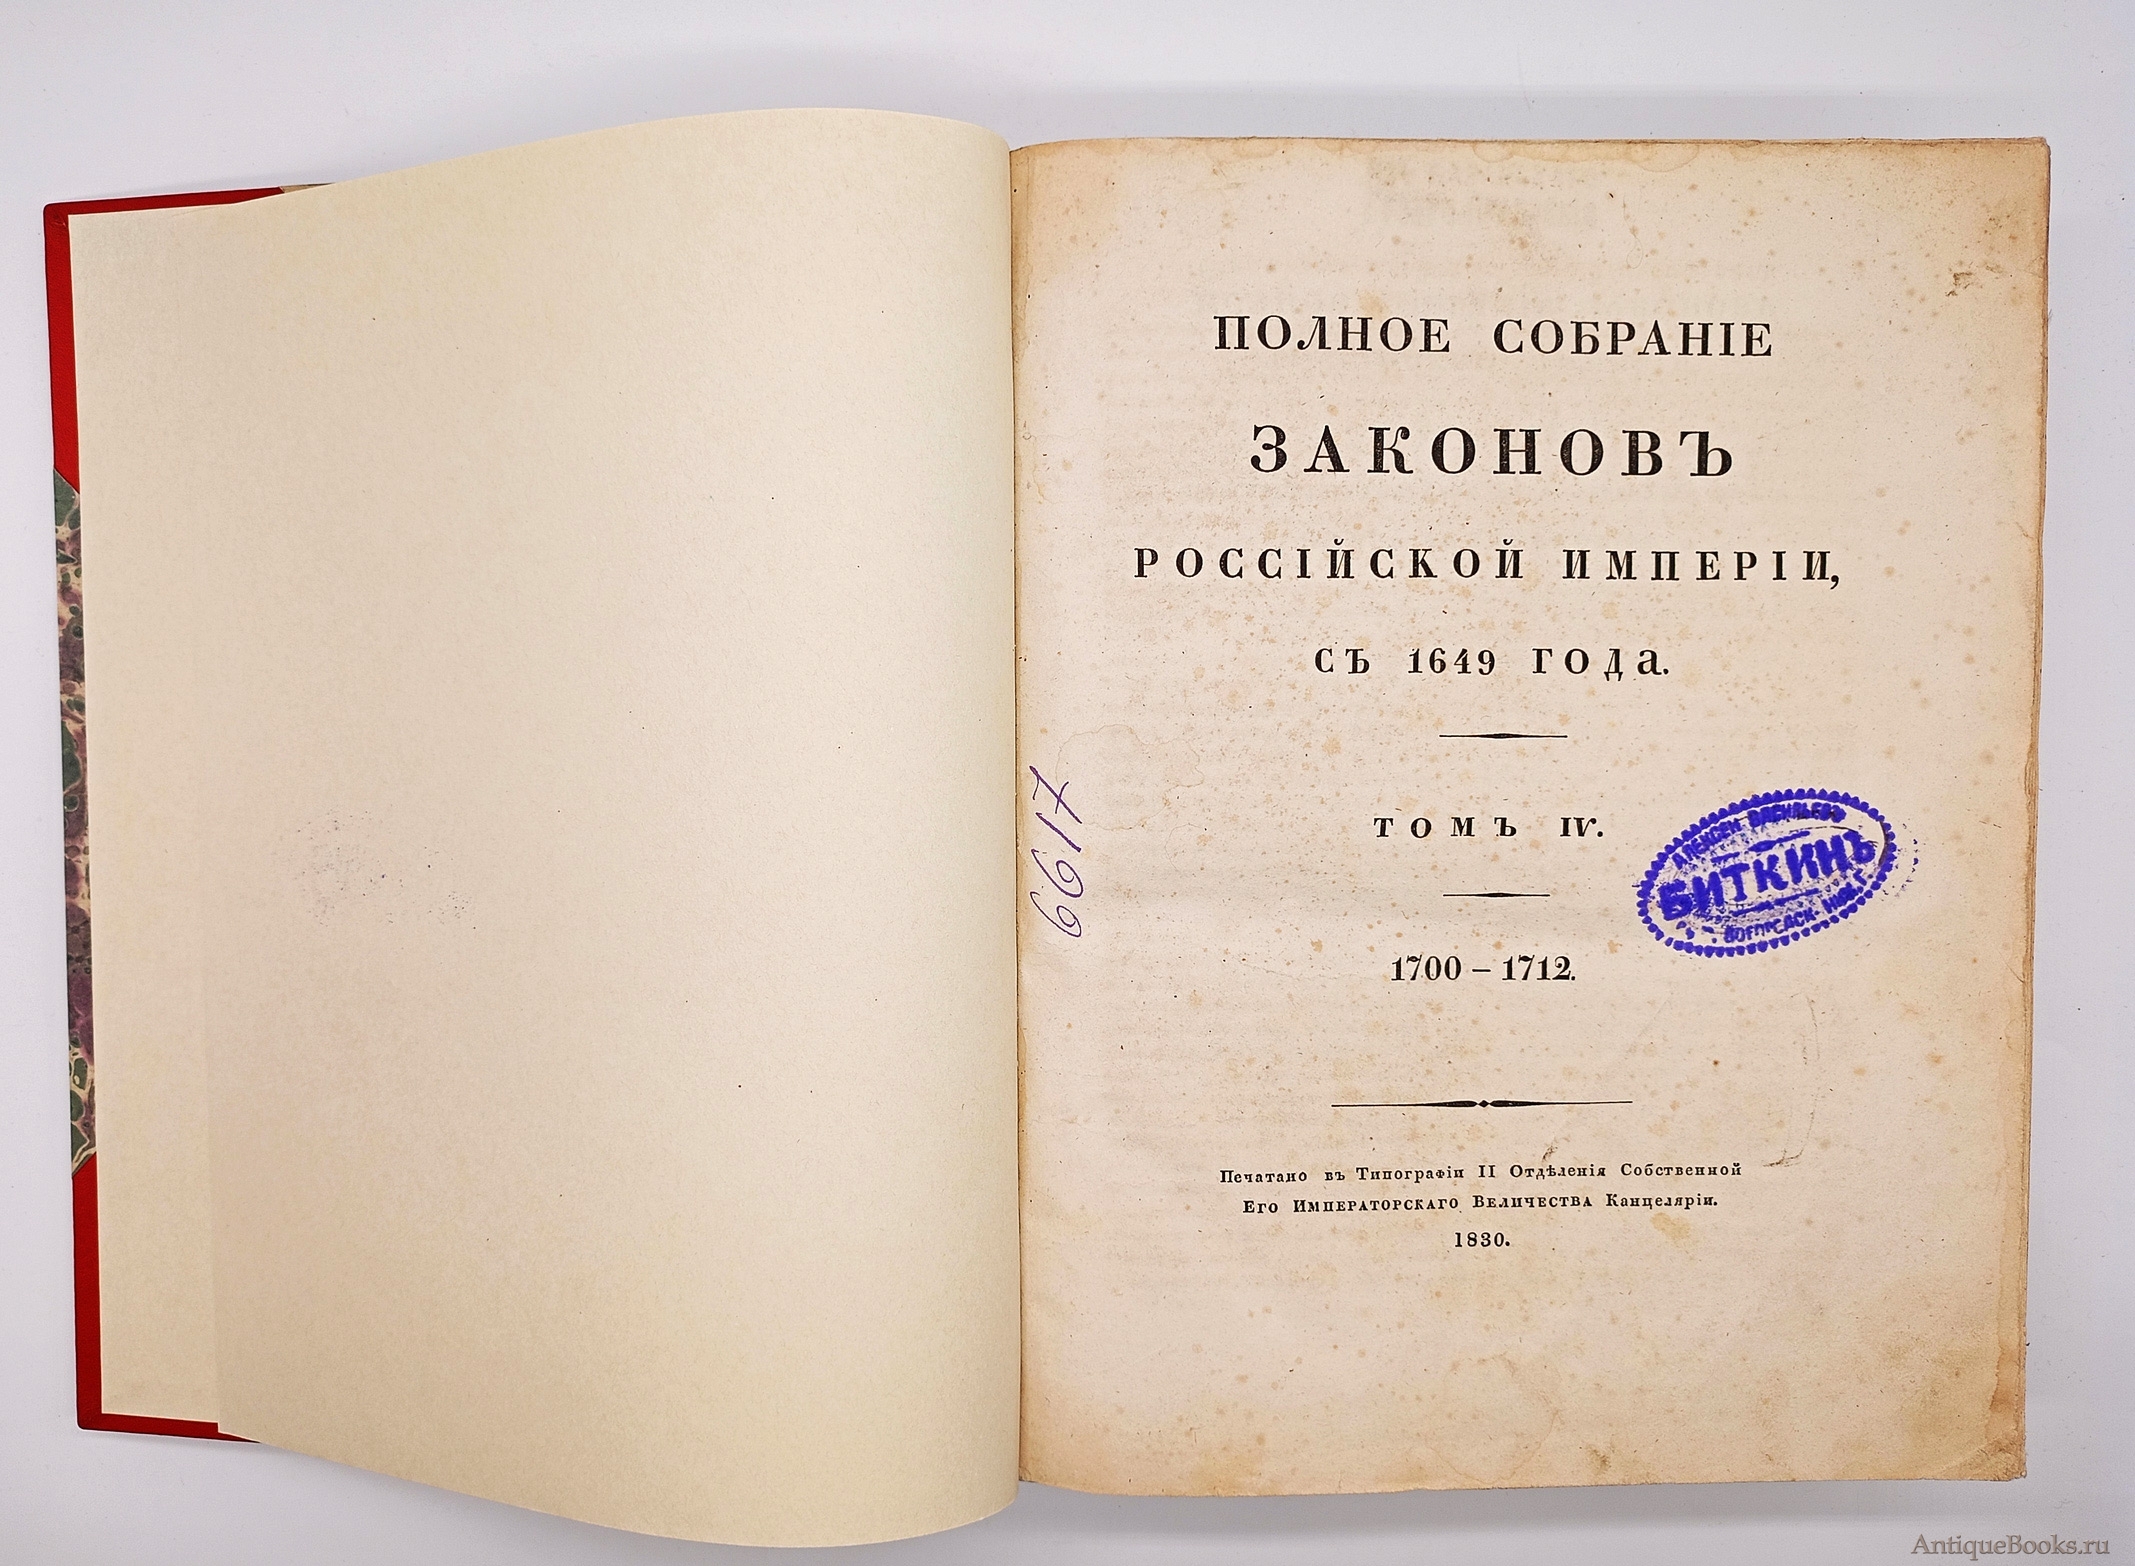 ПОЛНОЕ СОБРАНІЕ
ЗАКОНОВЪ
РОССІЙСКОЙ ИМПЕРІИ,
СЪ 1649 ГОДА.
ТОМЪ IV.
1700 – 1712.
Печатано въ Типографіи II Отдѣленія Собственной
Его Императорскаго Величества Канцеляріи.
1830.
6617
БИТКИНЪ
AntiqueBooks.ru